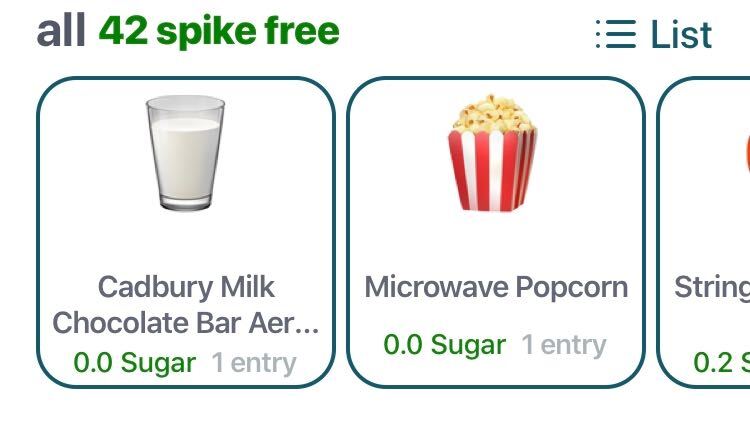 all 42 spike free
List
Cadbury Milk
Chocolate Bar Aer...
0.0 Sugar 1 entry
Microwave Popcorn
0.0 Sugar 1 entry
String
0.2 S